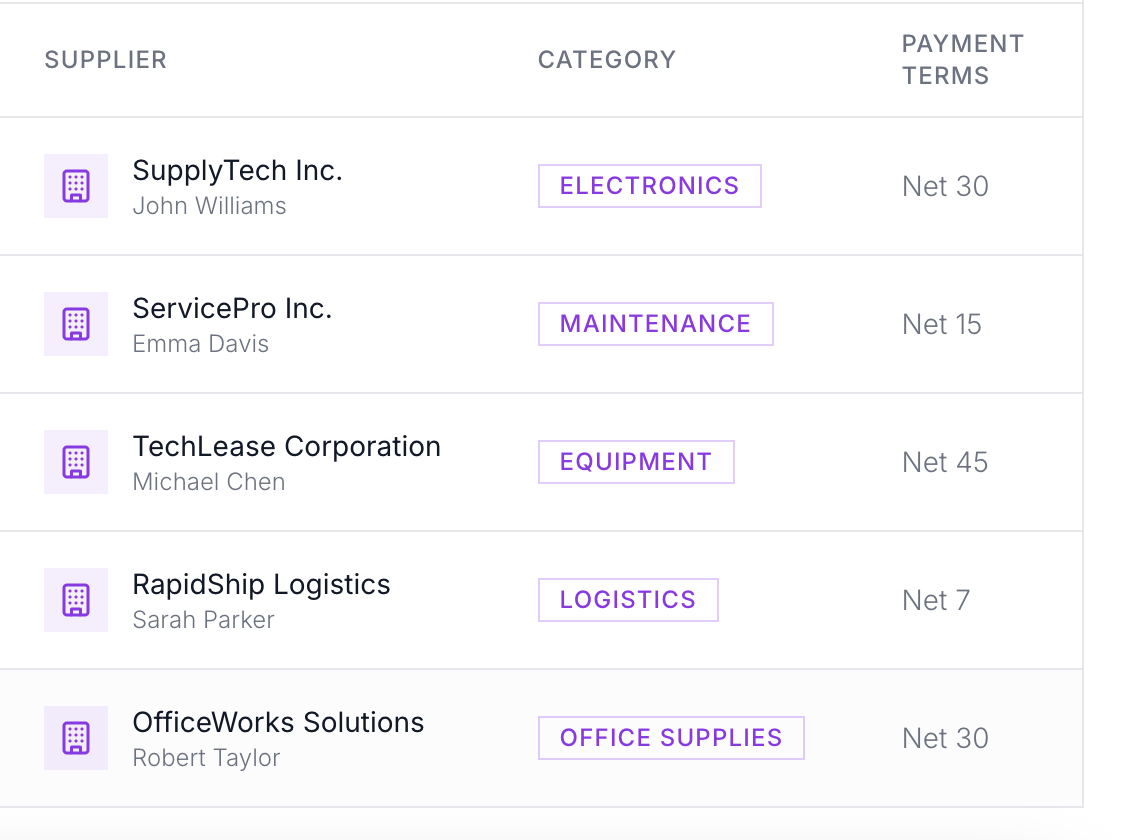 SUPPLIER
CATEGORY
PAYMENT
TERMS
SupplyTech Inc.
John Williams
ELECTRONICS
Net 30
ServicePro Inc.
Emma Davis
MAINTENANCE
Net 15
TechLease Corporation
Michael Chen
EQUIPMENT
Net 45
RapidShip Logistics
Sarah Parker
LOGISTICS
Net 7
OfficeWorks Solutions
Robert Taylor
OFFICE SUPPLIES
Net 30